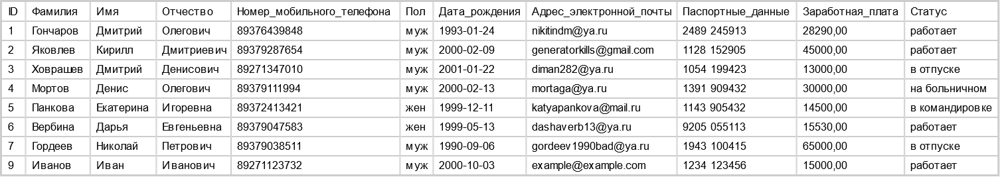 ID Фамилия Имя Отчество Номер_мобильного_телефона Пол Дата_рождения Адрес_электронной_почты Паспортные_данные Заработная_плата Статус
1 Гончаров Дмитрий Олегович 89376439848 муж 1993-01-24 nikitindm@ya.ru 2489 245913 28290,00 работает
2 Яковлев Кирилл Дмитриевич 89379287654 муж 2000-02-09 generatorkills@gmail.com 1128 152905 45000,00 работает
3 Ховрашев Дмитрий Денисович 89271347010 муж 2001-01-22 diman282@ya.ru 1054 199423 13000,00 в отпуске
4 Мортов Денис Олегович 89379111994 муж 2000-02-13 mortaga@ya.ru 1391 909432 30000,00 на больничном
5 Панкова Екатерина Игоревна 89372413421 жен 1999-12-11 katyapankova@mail.ru 1143 905432 14500,00 в командировке
6 Вербина Дарья Евгеньевна 89379047583 жен 1999-05-13 dashaverb13@ya.ru 9205 055113 15530,00 работает
7 Гордеев Николай Петрович 89379038511 муж 1990-09-06 gordeev1990bad@ya.ru 1943 100415 65000,00 в отпуске
9 Иванов Иван Иванович 89271123732 муж 2000-10-03 example@example.com 1234 123456 15000,00 работает